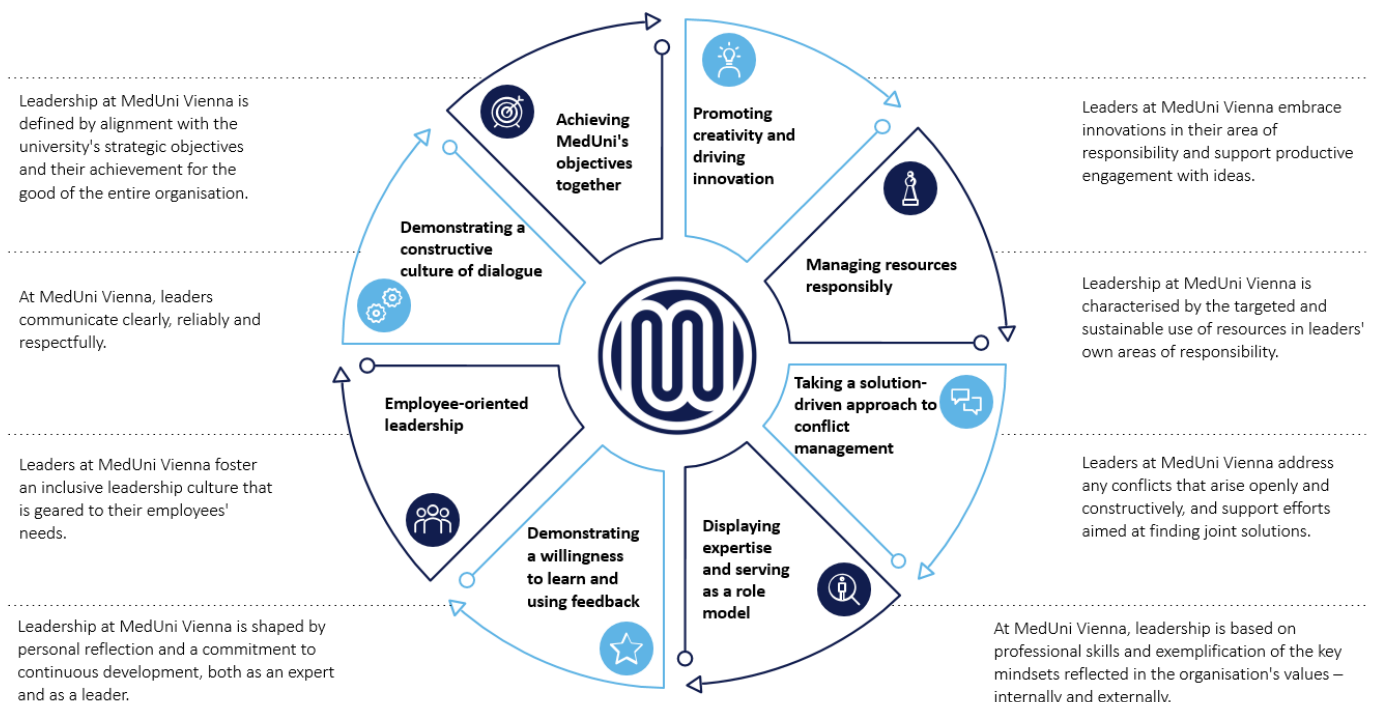 Leadership at MedUni Vienna is
defined by alignment with the
university's strategic objectives
and their achievement for the
good of the entire organisation.
At MedUni Vienna, leaders
communicate clearly, reliably and
respectfully.
Leaders at MedUni Vienna foster
an inclusive leadership culture that
is geared to their employees'
needs.
Leadership at MedUni Vienna is shaped by
personal reflection and a commitment to
continuous development, both as an expert
and as a leader.
Achieving
MedUni's
objectives
together
Promoting
creativity and
driving
innovation
Demonstrating a
constructive
culture of dialogue
Managing resources
responsibly
Employee-oriented
leadership
Taking a solution-
driven approach to
conflict
management
Demonstrating
a willingness
to learn and
using feedback
Displaying
expertise
and serving
as a role
model
Leaders at MedUni Vienna embrace
innovations in their area of
responsibility and support productive
engagement with ideas.
Leadership at MedUni Vienna is
characterised by the targeted and
sustainable use of resources in leaders'
own areas of responsibility.
Leaders at MedUni Vienna address
any conflicts that arise openly and
constructively, and support efforts
aimed at finding joint solutions.
At MedUni Vienna, leadership is based on
professional skills and exemplification of the key
mindsets reflected in the organisation's values –
internally and externally.